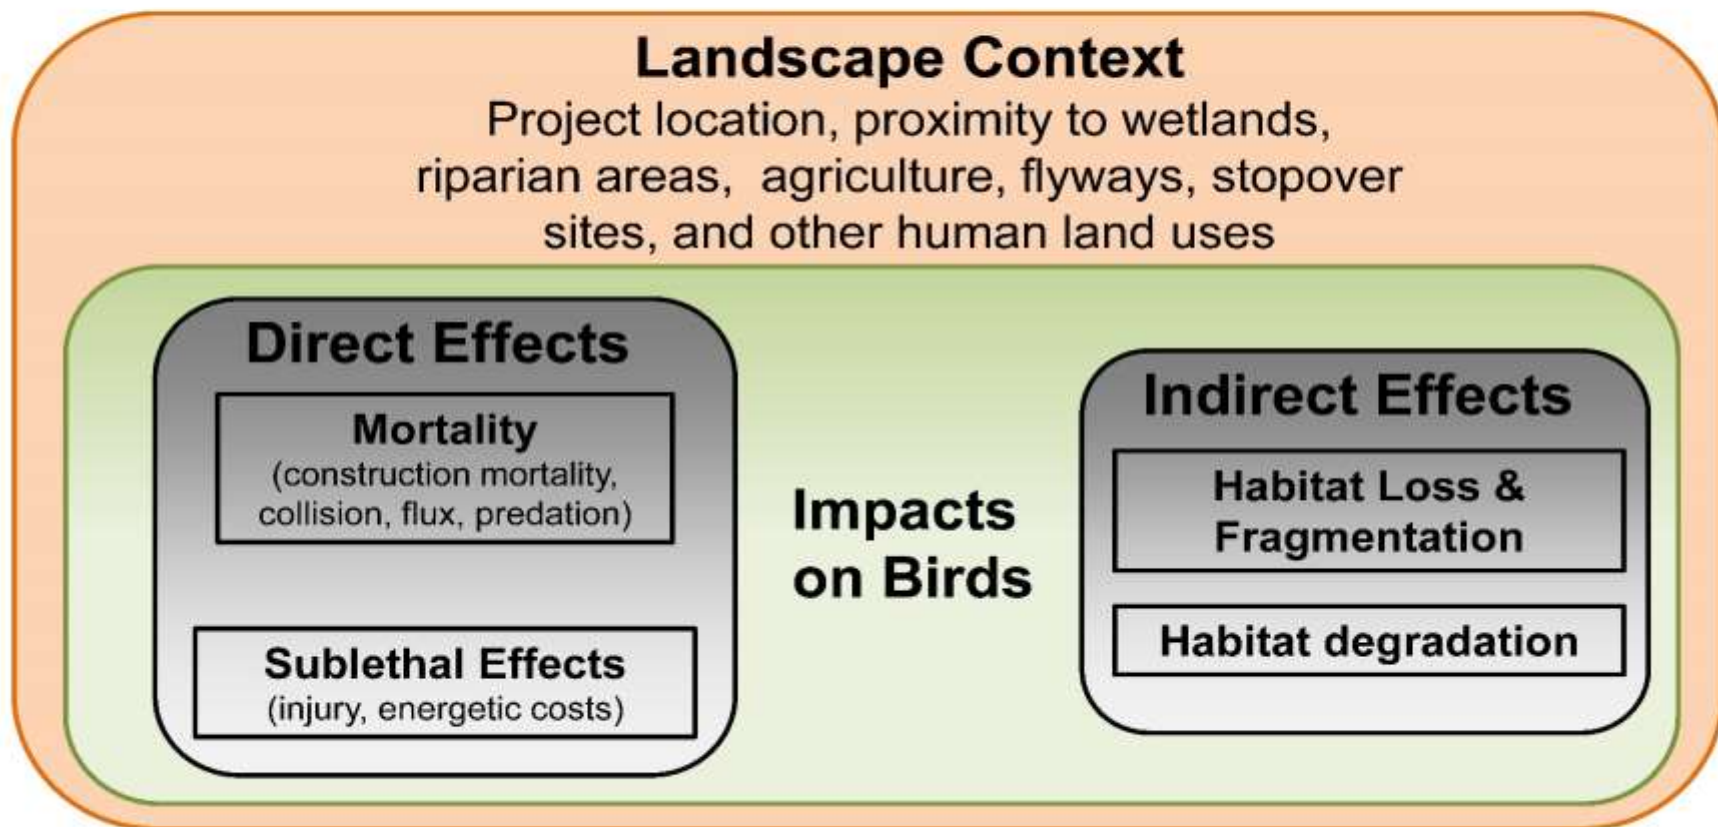 Landscape Context
Project location, proximity to wetlands,
riparian areas,  agriculture, flyways, stopover
sites, and other human land uses
Direct Effects
Mortality
(construction mortality,
collision, flux, predation)
Sublethal Effects
(injury, energetic costs)
Impacts
on Birds
Indirect Effects
Habitat Loss &
Fragmentation
Habitat degradation